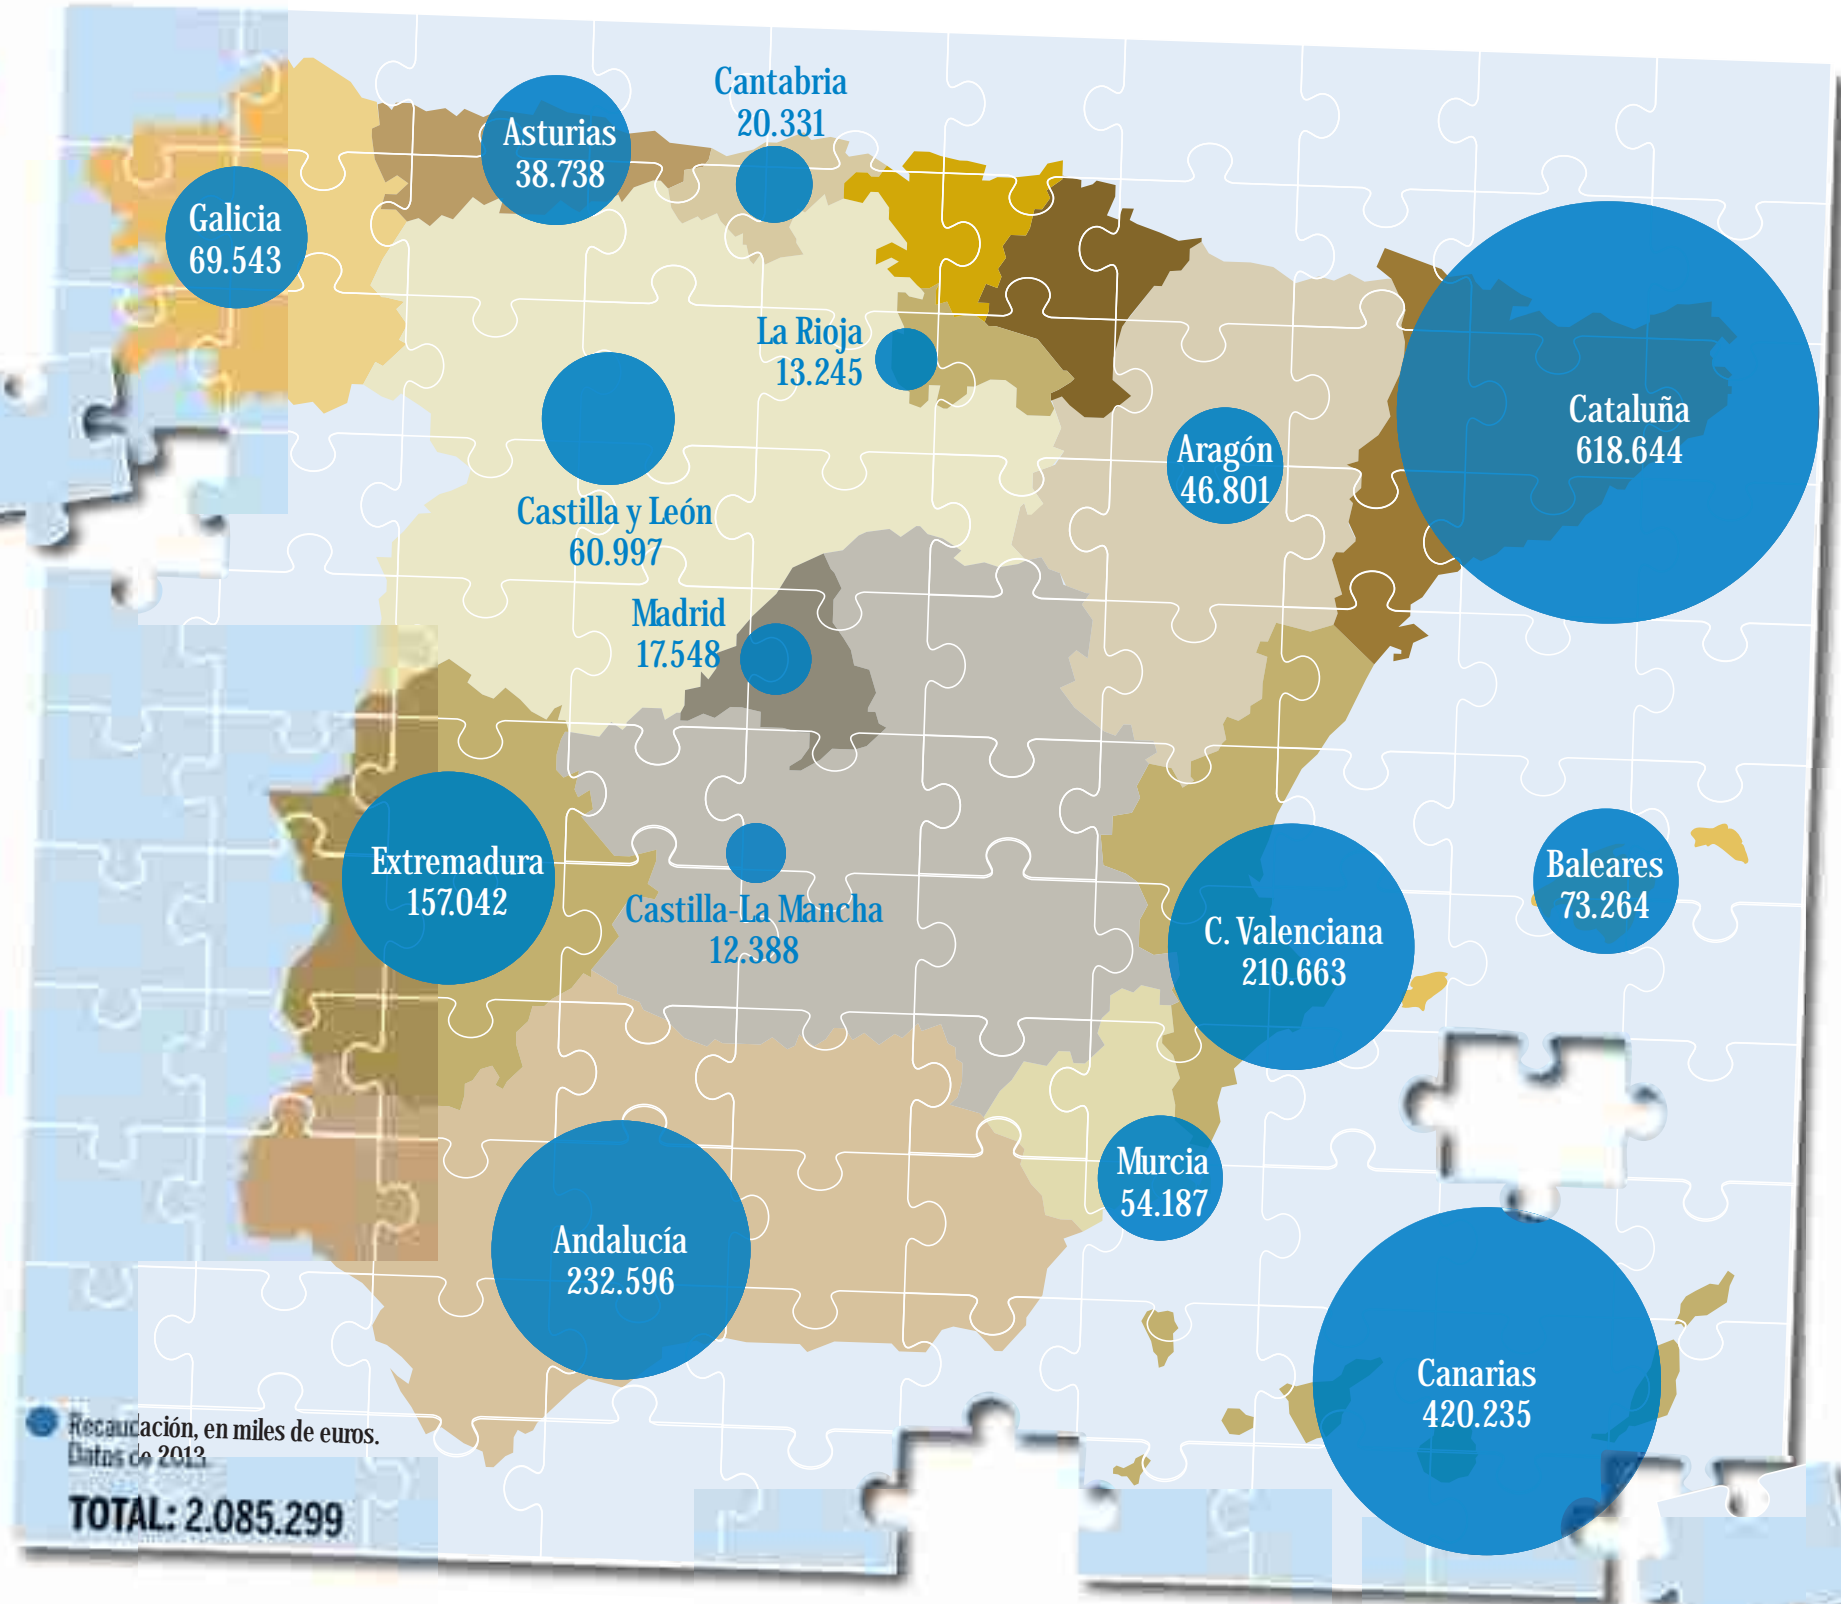 Cantabria
20.331
Asturias
38.738
Galicia
69.543
La Rioja
13.245
Cataluña
618.644
Aragón
46.801
Castilla y León
60.997
Madrid
17.548
Extremadura
157.042
Castilla-La Mancha
12.388
C. Valenciana
210.663
Baleares
73.264
Murcia
54.187
Andalucía
232.596
Canarias
420.235
Recaudación, en miles de euros.
Datos de 2013.
TOTAL: 2.085.299